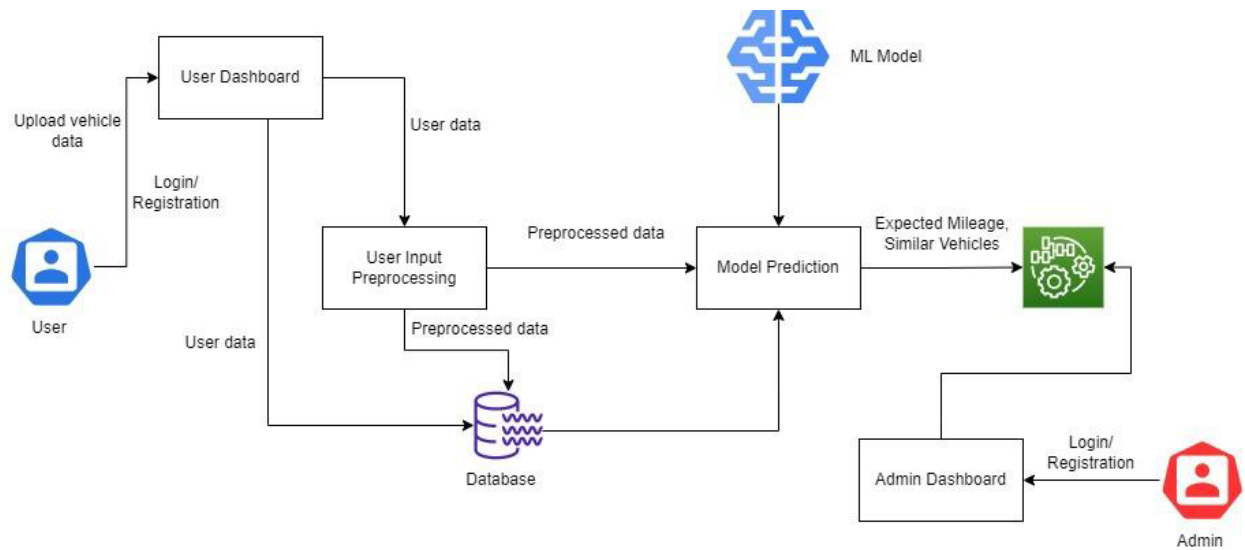 ML Model
User Dashboard
Upload vehicle
data
User data
Login/
Registration
Expected Mileage,
Similar Vehicles
Preprocessed data
User Input
Preprocessing
Model Prediction
User
Preprocessed data
User data
Login/
Registration
Database
Admin Dashboard
Admin